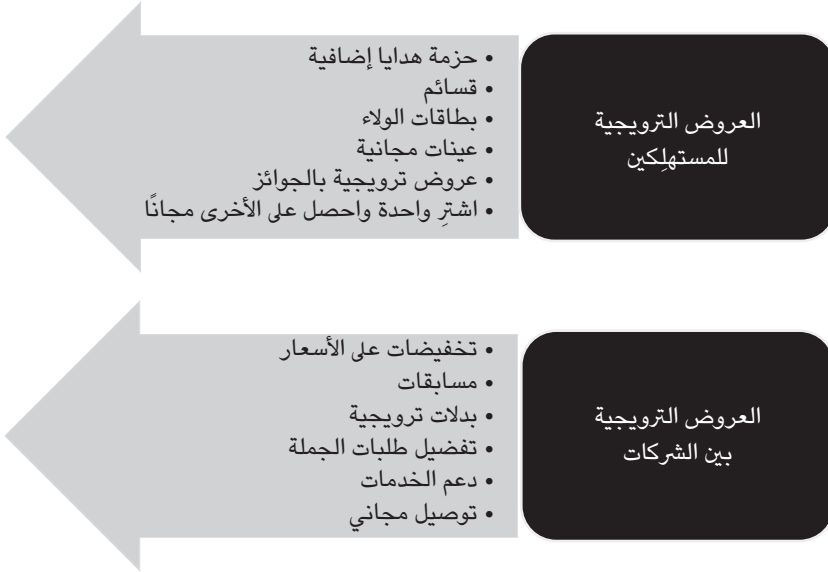 العروض الترويجية
للمستهلِكين
• حزمة هدايا إضافية
• قسائم
• بطاقات الولاء
• عينات مجانية
• عروض ترويجية بالجوائز
• اشترِ واحدة واحصل على الأخرى مجانًا
العروض الترويجية
بين الشركات
• تخفيضات على الأسعار
• مسابقات
• بدلات ترويجية
• تفضيل طلبات الجملة
• دعم الخدمات
• توصيل مجاني